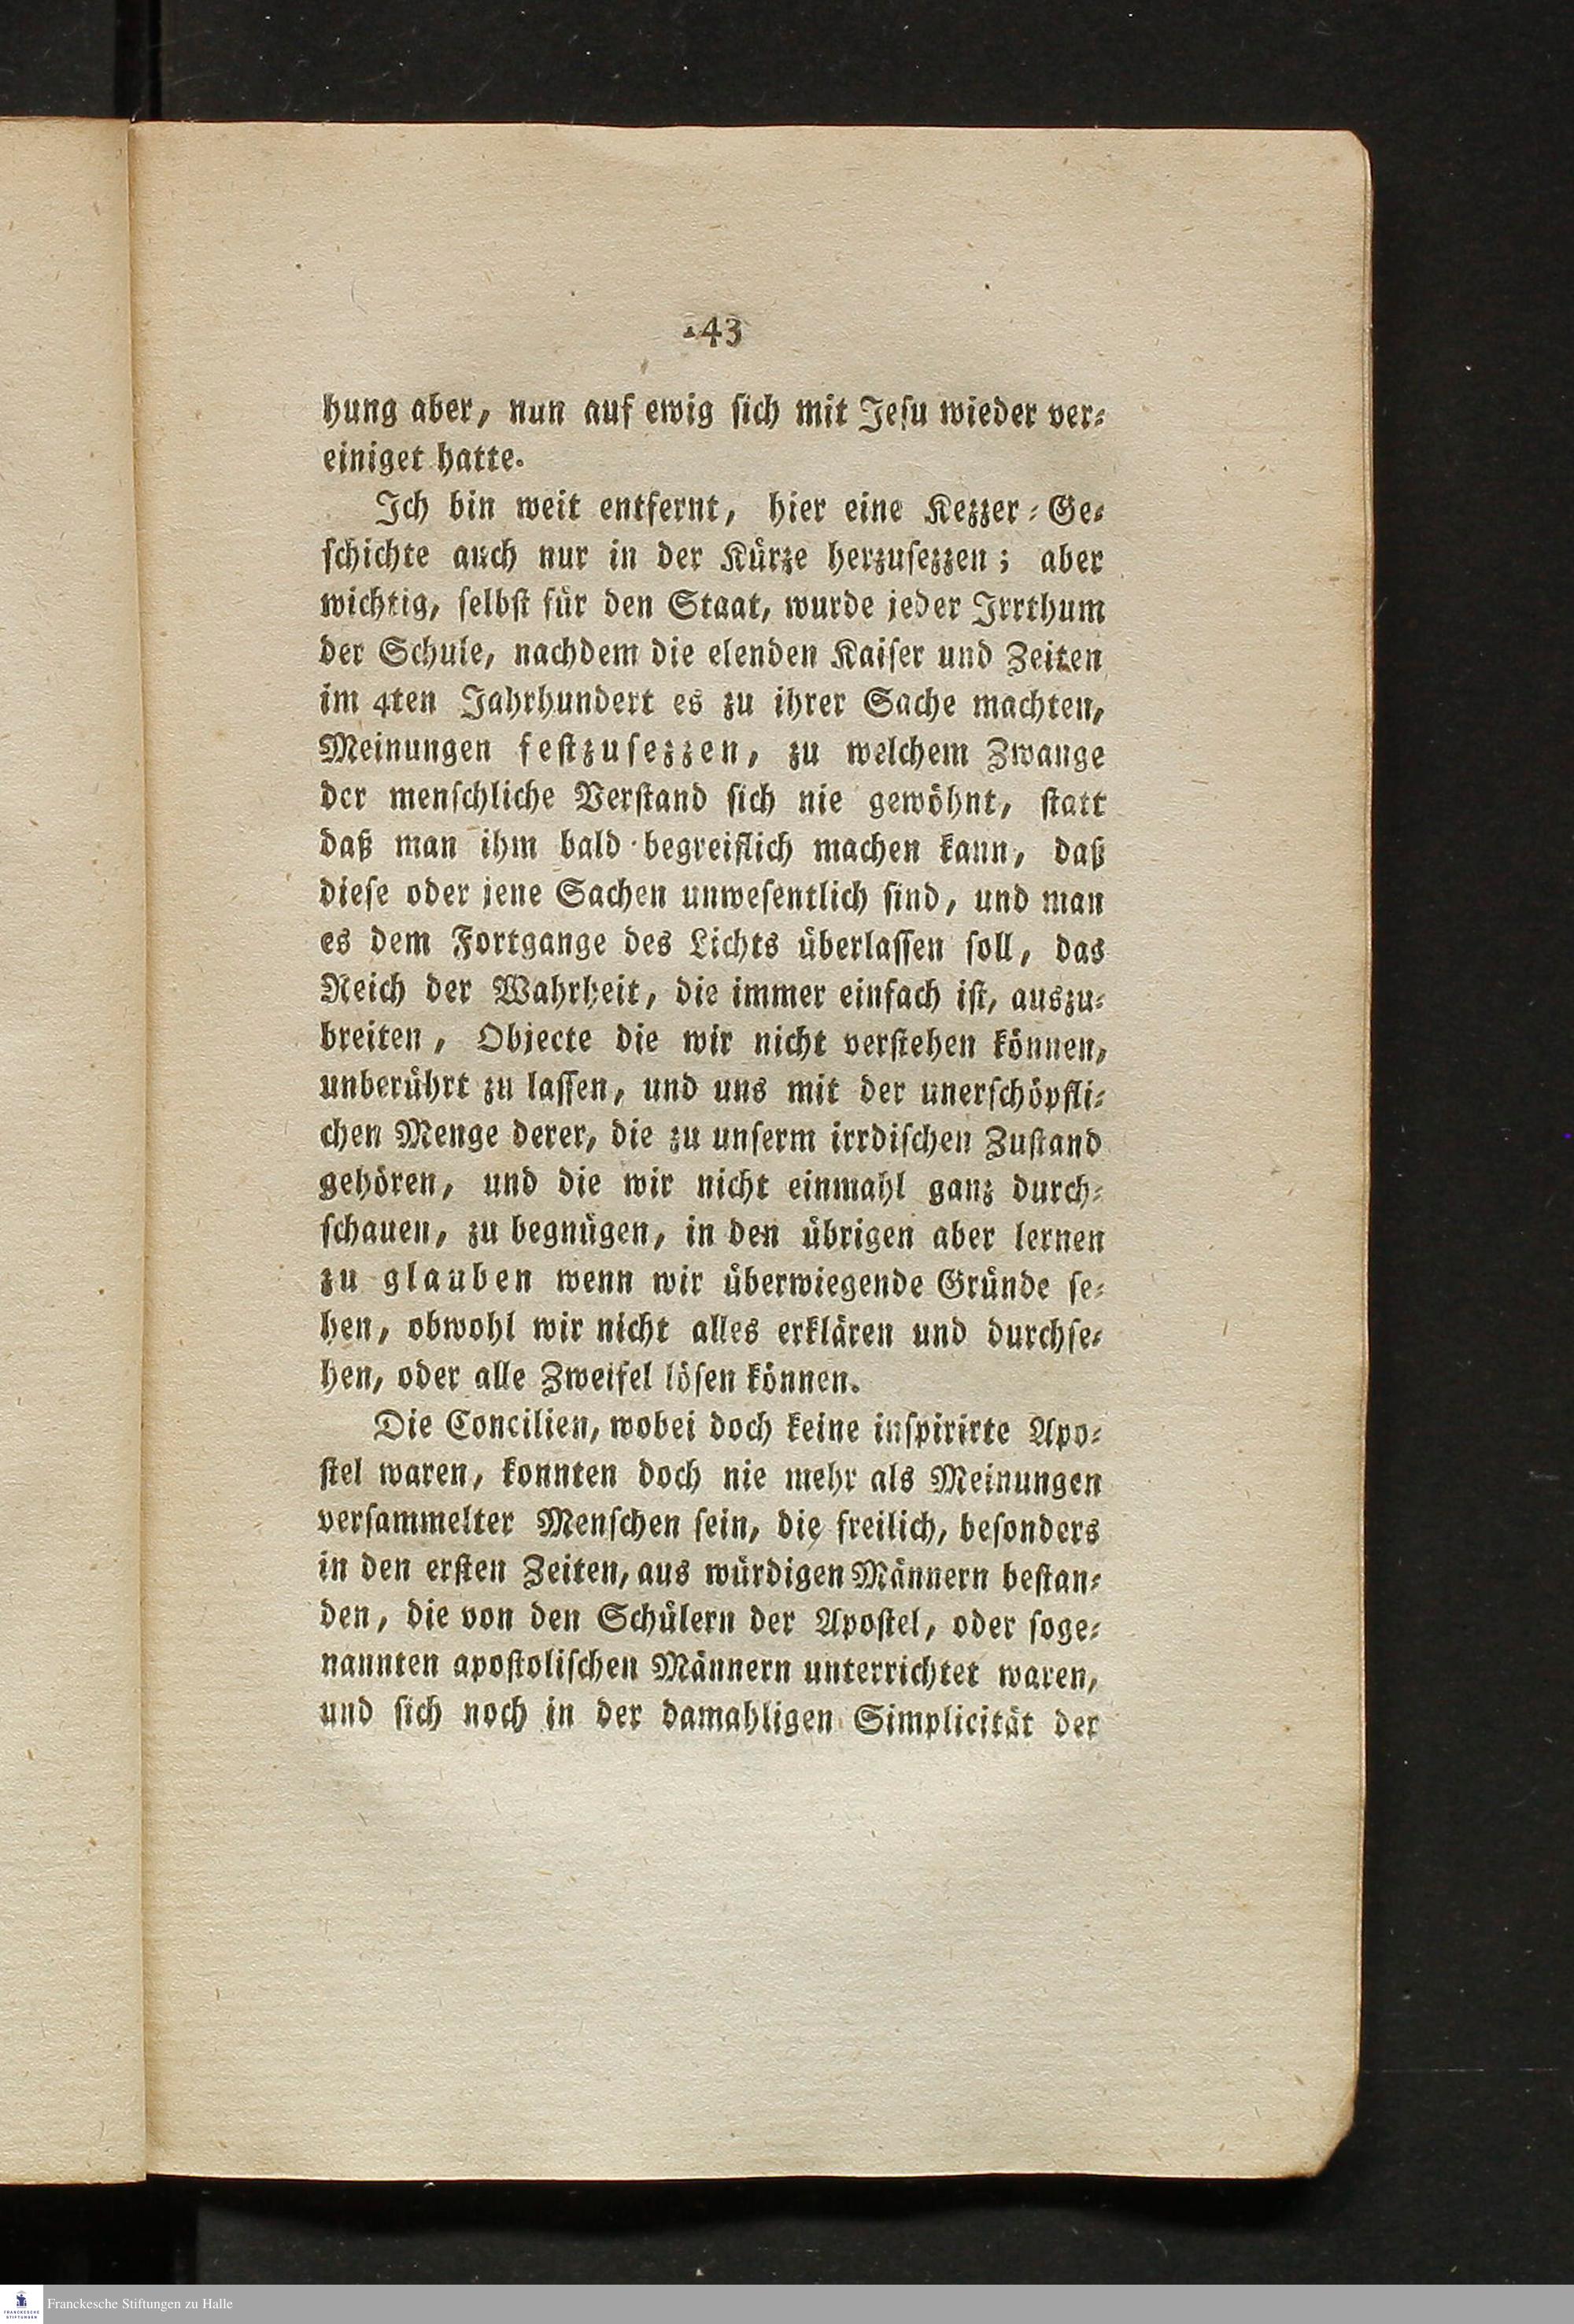 43
hung aber, nun auf ewig sich mit Jesu wieder ver-
einiget hatte.
Ich bin weit entfernt, hier eine Kezzer-Ge-
schichte auch nur in der Kürze herzusezzen; aber
wichtig, selbst für den Staat, wurde jeder Irrthum
der Schule, nachdem die elenden Kaiser und Zeiten
im 4ten Jahrhundert es zu ihrer Sache machten,
Meinungen festzusezzen, zu welchem Zwange
der menschliche Verstand sich nie gewöhnt, statt
daß man ihm bald begreiflich machen kann, daß
diese oder jene Sachen unwesentlich sind, und man
es dem Fortgange des Lichts überlassen soll, das
Reich der Wahrheit, die immer einfach ist, auszu-
breiten, Objecte die wir nicht verstehen können,
unberührt zu lassen, und uns mit der unerschöpfli-
chen Menge derer, die zu unserm irrdischen Zustand
gehören, und die wir nicht einmahl ganz durch-
schauen, zu begnügen, in den übrigen aber lernen
zu glauben wenn wir überwiegende Gründe se-
hen, obwohl wir nicht alles erklären und durchse-
hen, oder alle Zweifel lösen können.
Die Concilien, wobei doch keine inspirirte Apo-
stel waren, konnten doch nie mehr als Meinungen
versammelter Menschen sein, die freilich, besonders
in den ersten Zeiten, aus würdigen Männern bestan-
den, die von den Schülern der Apostel, oder soge-
nannten apostolischen Männern unterrichtet waren,
und sich noch in der damahligen Simplicität der
FRANCKESCHE
STIFTUNGEN
Franckesche Stiftungen zu Halle